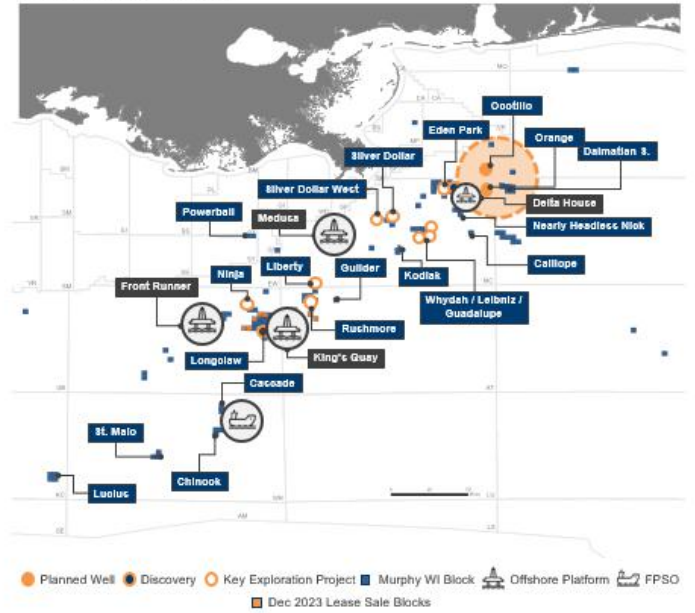 Ocotillo
Eden Park
Orange
Silver Dollar
Dalmatian S.
Silver Dollar West
Delta House
Powerball
Medusa
Nearly Headless Nick
Calliope
Kodiak
Whydah / Leibniz /
Guadalupe
Front Runner
Ninja
Liberty
Guilder
Rushmore
Longclaw
King's Quay
Cascade
St. Malo
Chinook
Lucius
Planned Well
Discovery
Key Exploration Project
Murphy WI Block
Offshore Platform
FPSO
Dec 2023 Lease Sale Blocks